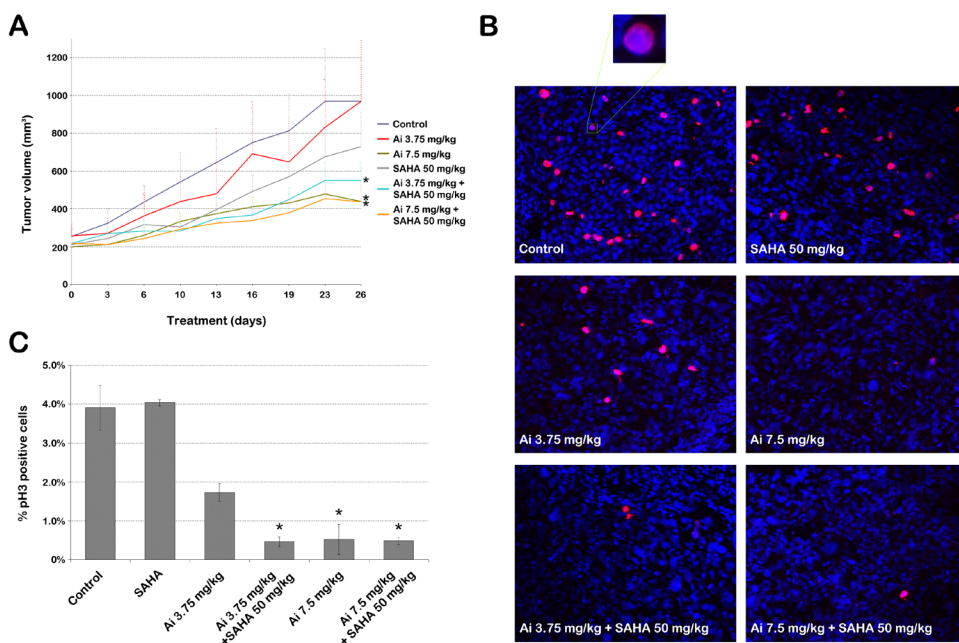 A
Tumor volume (mm³)
1200
1000
800
600
400
200
0
0 3 6 10 13 16 19 23 26
Treatment (days)
Control
Ai 3.75 mg/kg
Ai 7.5 mg/kg
SAHA 50 mg/kg
Ai 3.75 mg/kg +
SAHA 50 mg/kg
Ai 7.5 mg/kg +
SAHA 50 mg/kg
*
*
*
B
Control
SAHA 50 mg/kg
Ai 3.75 mg/kg
Ai 7.5 mg/kg
Ai 3.75 mg/kg + SAHA 50 mg/kg
Ai 7.5 mg/kg + SAHA 50 mg/kg
C
% pH3 positive cells
5.0%
4.0%
3.0%
2.0%
1.0%
0%
* * *
Control
SAHA
Ai 3.75 mg/kg
Ai 3.75 mg/kg
+SAHA 50 mg/kg
Ai 7.5 mg/kg
Ai 7.5 mg/kg
+ SAHA 50 mg/kg